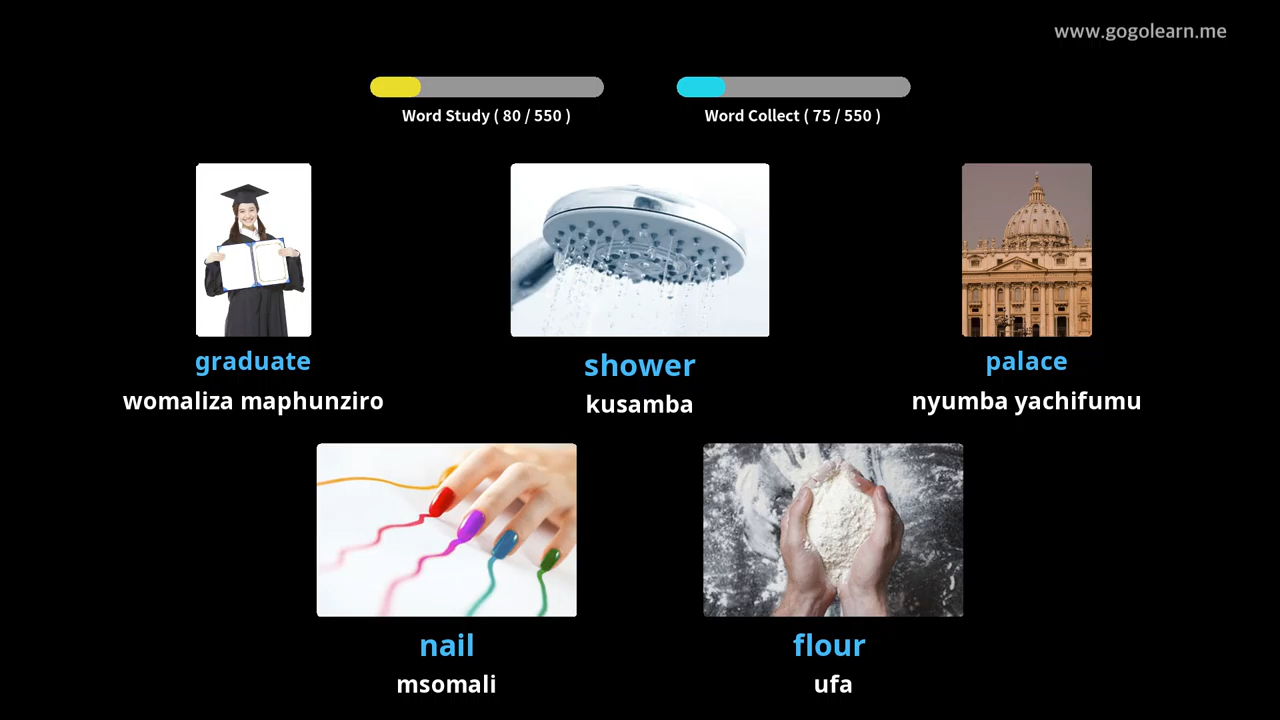 www.gogolearn.me
Word Study ( 80 / 550 )
Word Collect ( 75 / 550 )
graduate
womaliza maphunziro
shower
kusamba
palace
nyumba yachifumu
nail
msomali
flour
ufa